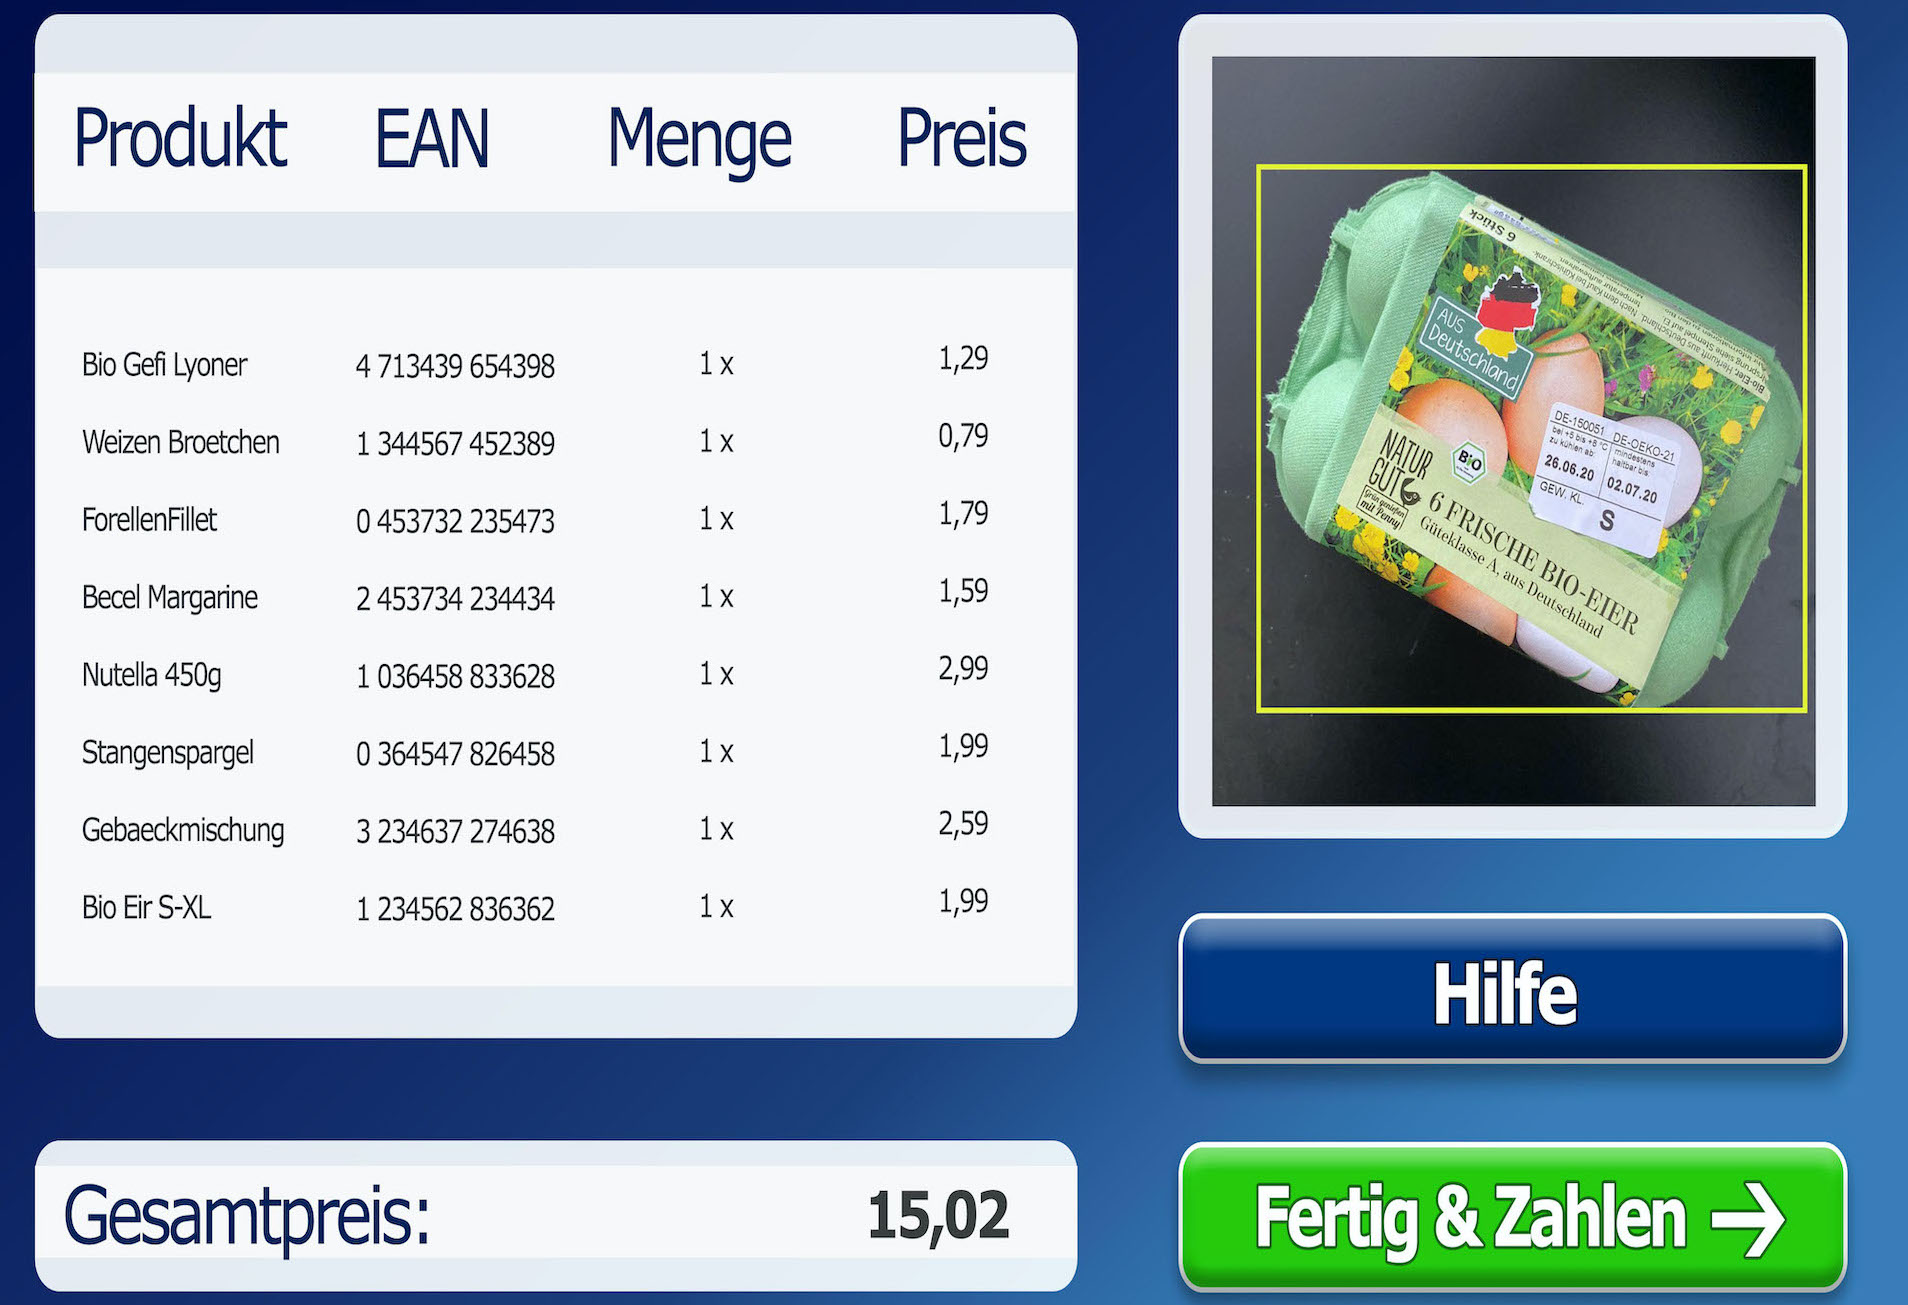 Produkt EAN Menge Preis
Bio Gefi Lyoner 4 713439 654398 1 x 1,29
Weizen Broetchen 1 344567 452389 1 x 0,79
ForellenFillet 0 453732 235473 1 x 1,79
Becel Margarine 2 453734 234434 1 x 1,59
Nutella 450g 1 036458 833628 1 x 2,99
Stangenspargel 0 364547 826458 1 x 1,99
Gebaeckmischung 3 234637 274638 1 x 2,59
Bio Eir S-XL 1 234562 836362 1 x 1,99
Gesamtpreis: 15,02
6 Stück
AUS
Deutschland
DE-150051 DE-OEKO-21
bei +5 bis +8 °C
zu kühlen ab:
26.06.20
mindestens
haltbar bis
02.07.20
GEW. KL.
S
NATUR
GUT
Grün genießen
mit Penny
BiO
6 FRISCHE BIO-EIER
Güteklasse A, aus Deutschland
Hilfe
Fertig & Zahlen